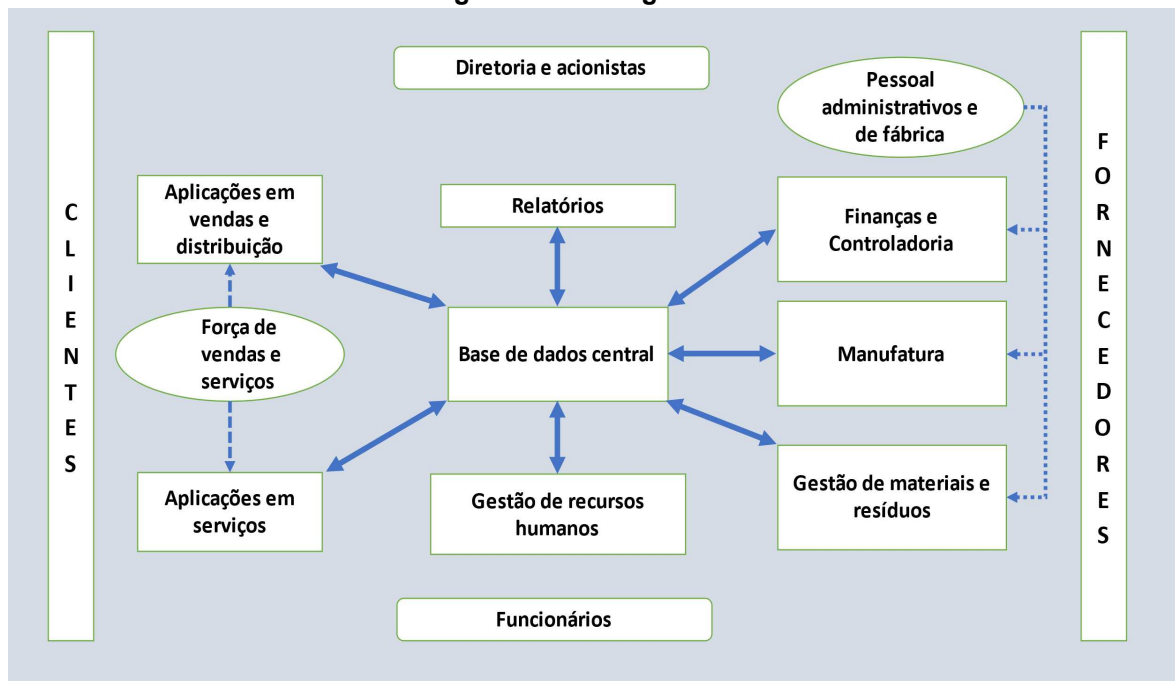 Diretoria e acionistas
Pessoal
administrativos e
de fábrica
CLIENTES
FORNECEDORES
Aplicações em
vendas e
distribuição
Relatórios
Finanças e
Controladoria
Força de
vendas e
serviços
Base de dados central
Manufatura
Aplicações em
serviços
Gestão de recursos
humanos
Gestão de materiais e
resíduos
Funcionários